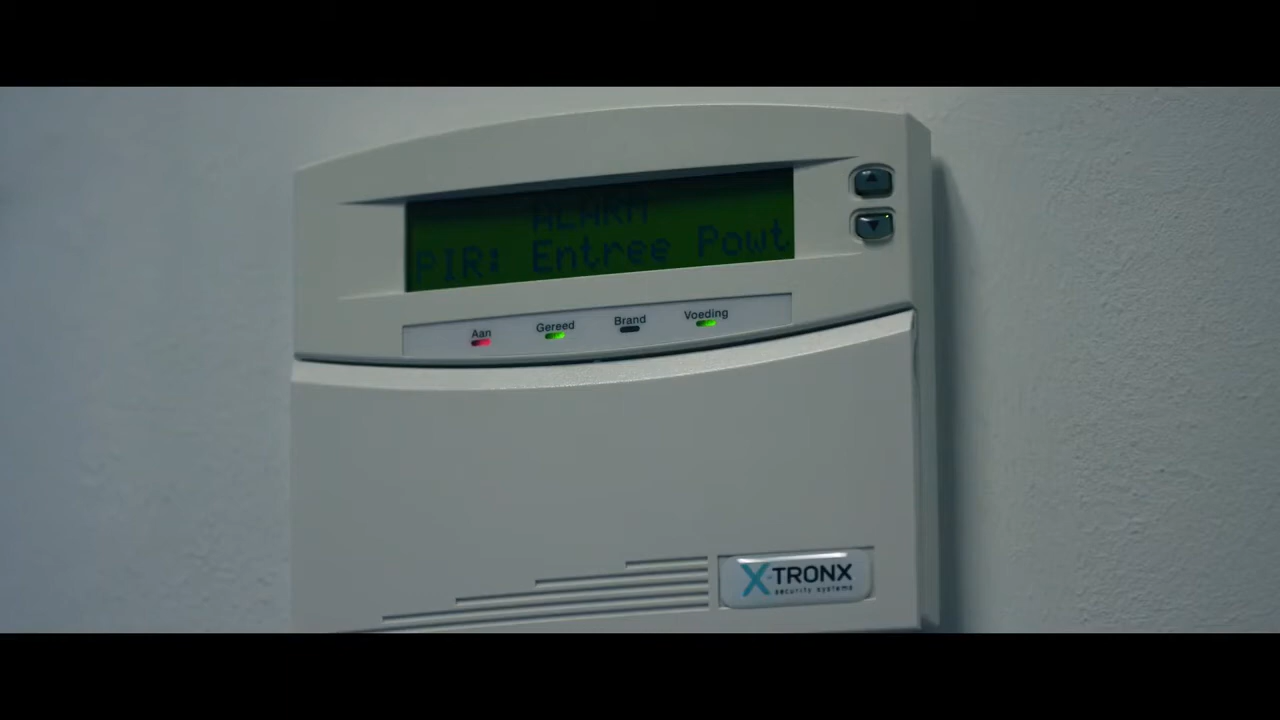 ALARM
PIR: Entree Powt
Aan Gereed Brand Voeding
X-TRONX
security systems